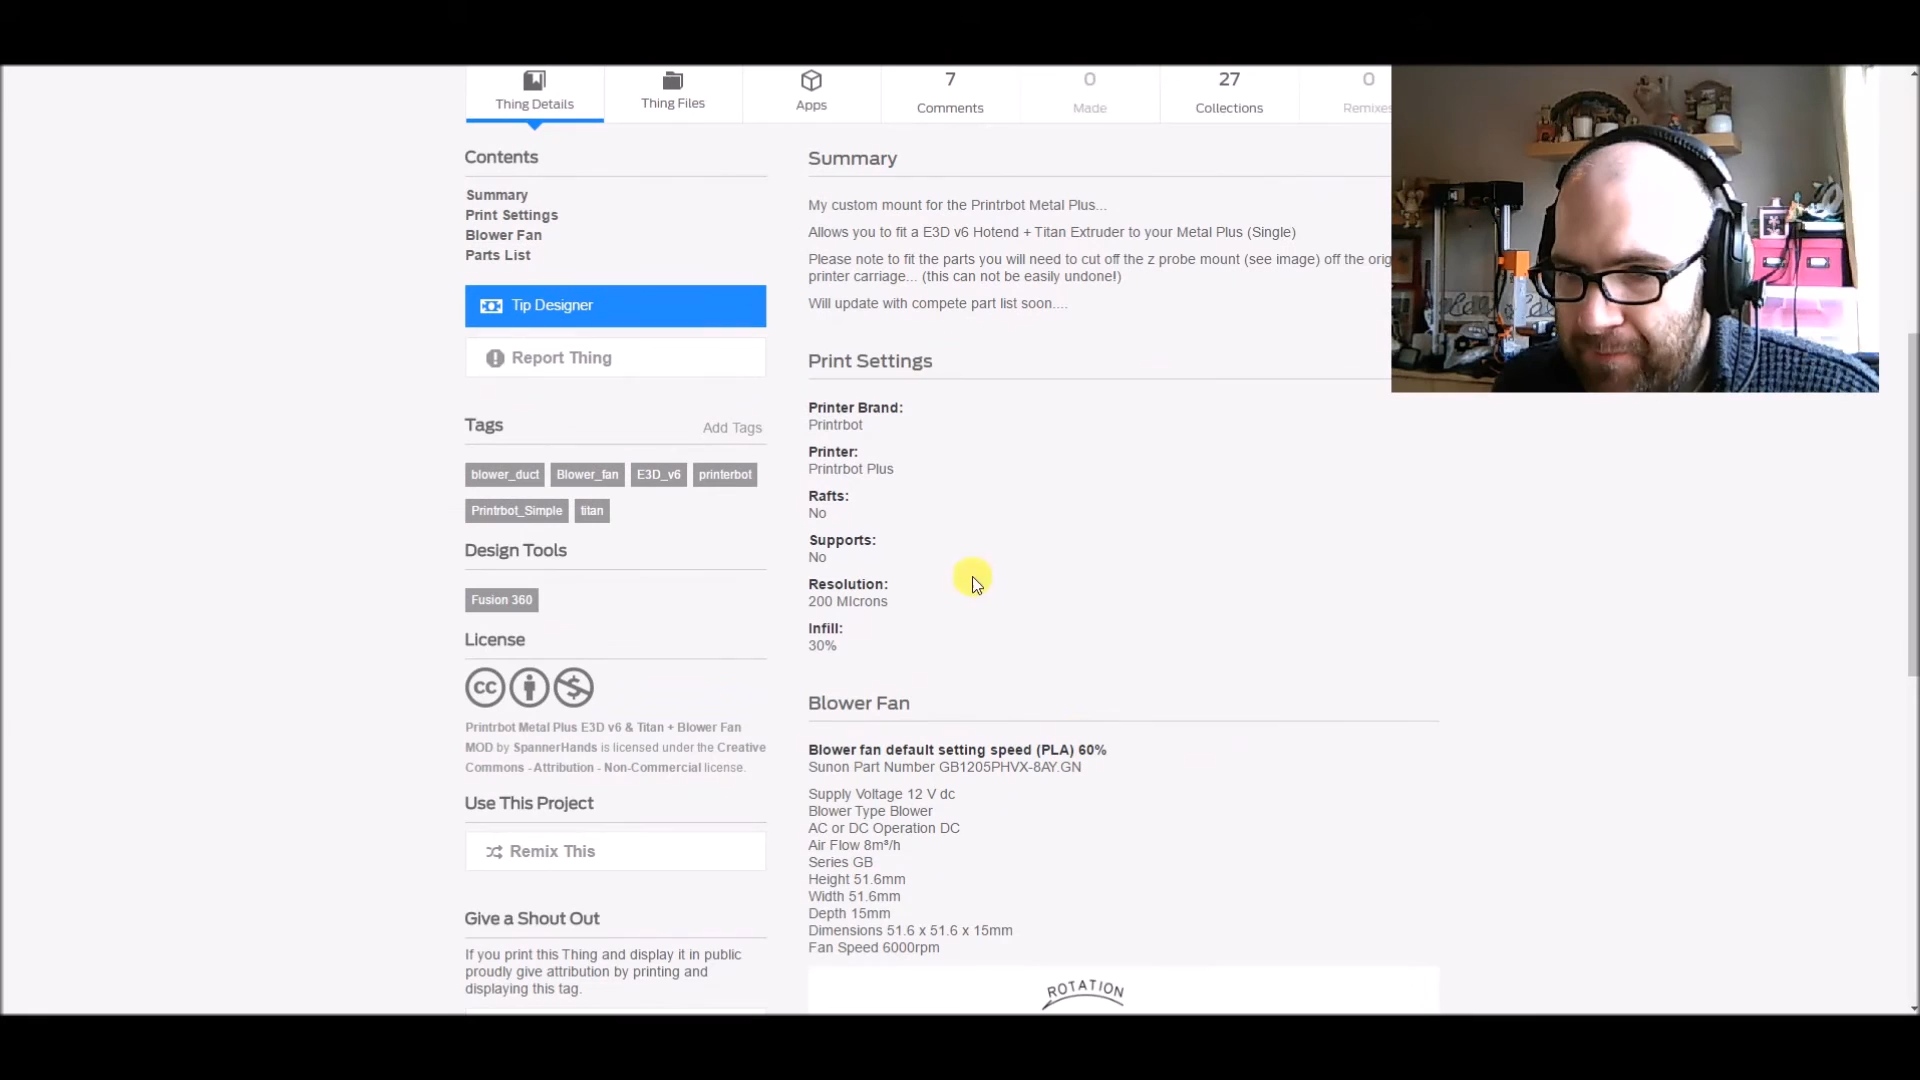 Thing Details
Thing Files
Apps
7
Comments
0
Made
27
Collections
0
Remixes
Contents
Summary
Print Settings
Blower Fan
Parts List
Tip Designer
Report Thing
Tags
Add Tags
blower_duct
Blower_fan
E3D_v6
printerbot
Printrbot_Simple
titan
Design Tools
Fusion 360
License
CC
Printrbot Metal Plus E3D v6 & Titan + Blower Fan
MOD by SpannerHands is licensed under the Creative
Commons - Attribution - Non-Commercial license.
Use This Project
Remix This
Give a Shout Out
If you print this Thing and display it in public
proudly give attribution by printing and
displaying this tag.
Summary
My custom mount for the Printrbot Metal Plus...
Allows you to fit a E3D v6 Hotend + Titan Extruder to your Metal Plus (Single)
Please note to fit the parts you will need to cut off the z probe mount (see image) off the orig
printer carriage... (this can not be easily undone!)
Will update with compete part list soon....
Print Settings
Printer Brand:
Printrbot
Printer:
Printrbot Plus
Rafts:
No
Supports:
No
Resolution:
200 MIcrons
Infill:
30%
Blower Fan
Blower fan default setting speed (PLA) 60%
Sunon Part Number GB1205PHVX-8AY.GN
Supply Voltage 12 V dc
Blower Type Blower
AC or DC Operation DC
Air Flow 8m³/h
Series GB
Height 51.6mm
Width 51.6mm
Depth 15mm
Dimensions 51.6 x 51.6 x 15mm
Fan Speed 6000rpm
ROTATION